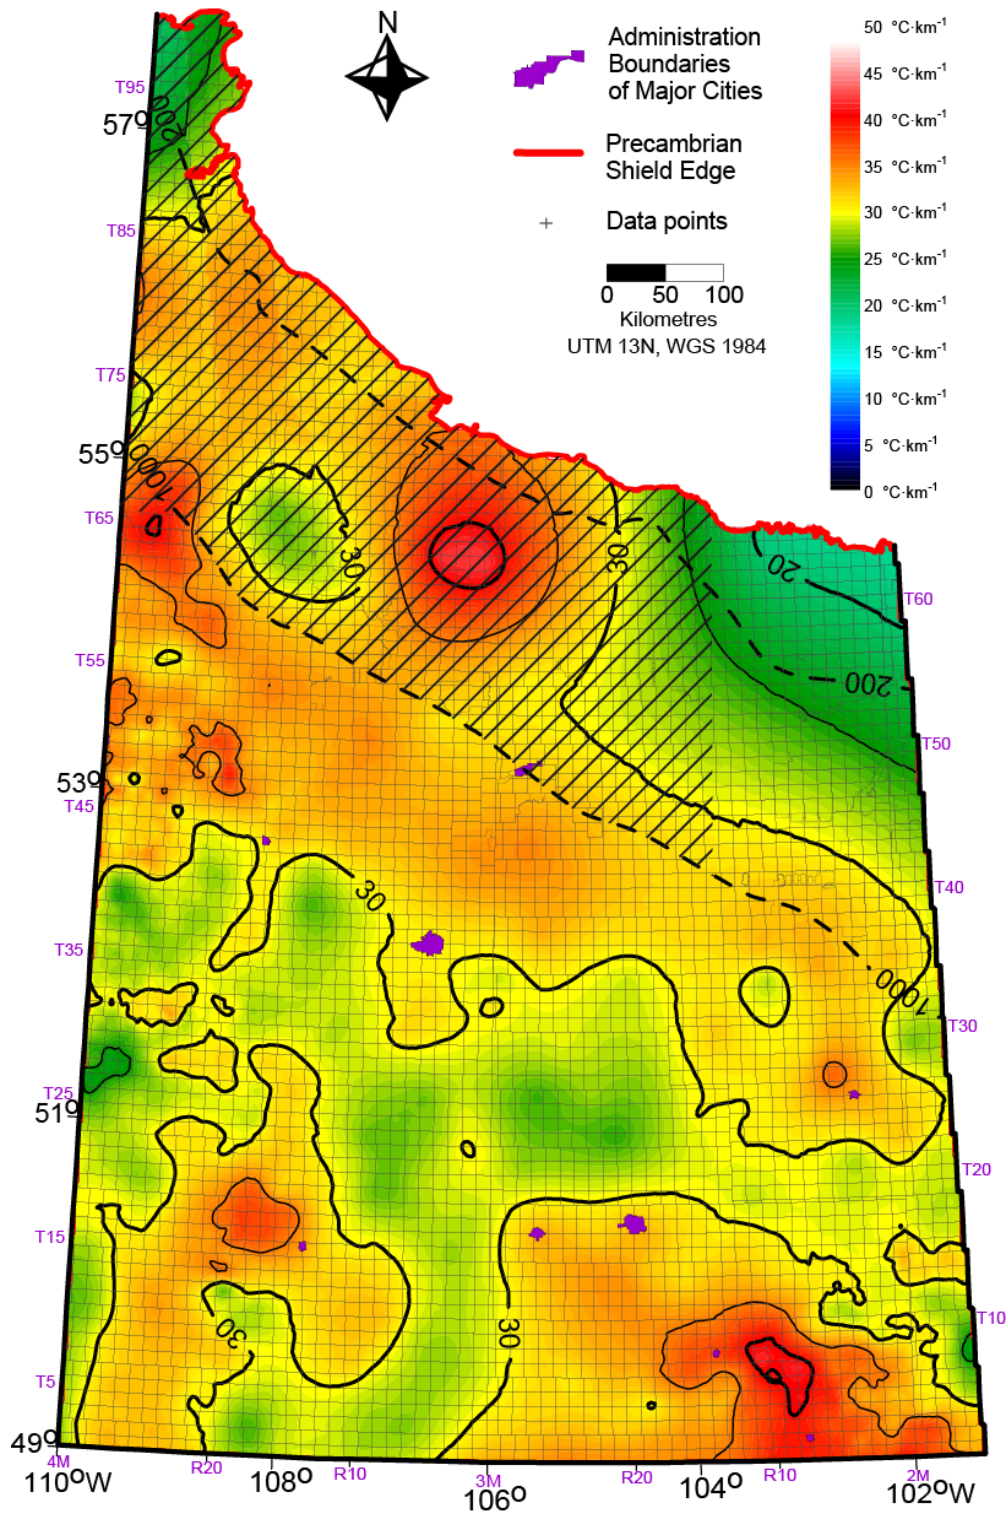 N
Administration
Boundaries
of Major Cities
Precambrian
Shield Edge
Data points
0 50 100
Kilometres
UTM 13N, WGS 1984
50 °C·km-1
45 °C·km-1
40 °C·km-1
35 °C·km-1
30 °C·km-1
25 °C·km-1
20 °C·km-1
15 °C·km-1
10 °C·km-1
5 °C·km-1
0 °C·km-1
T95
57º
200
T85
T75
55º
1000
T65
30
30
20
T60
T55
200
T50
53º
T45
T40
30
T35
1000
T30
T25
51º
T20
T15
T10
30
30
T5
49º
4M
R20
R10
3M
R20
R10
2M
110ºW
108º
106º
104º
102ºW